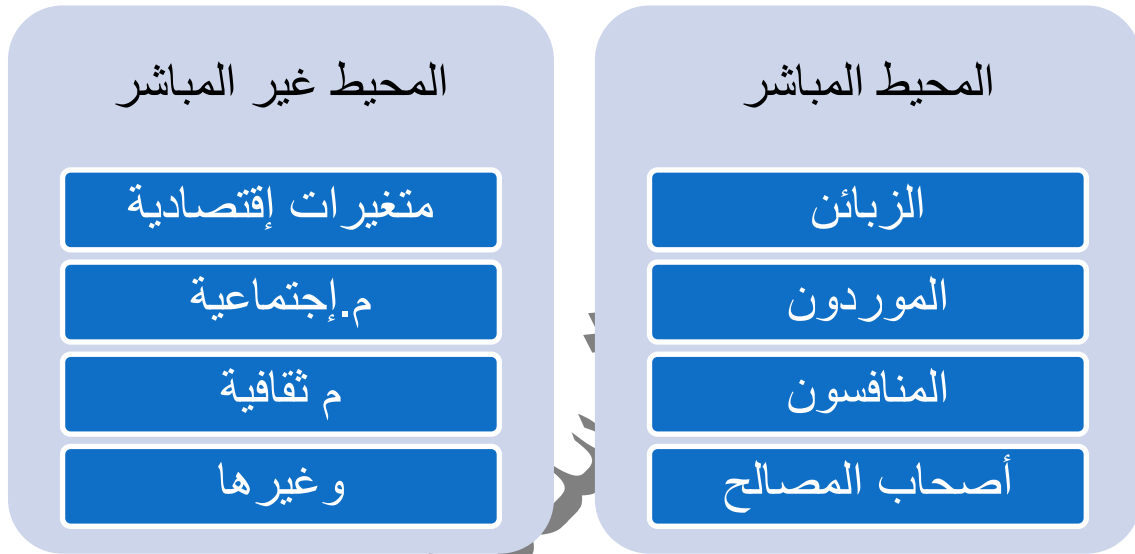 المحيط المباشر
الزبائن
الموردون
المنافسون
أصحاب المصالح
المحيط غير المباشر
متغيرات إقتصادية
م.إجتماعية
م ثقافية
وغيرها